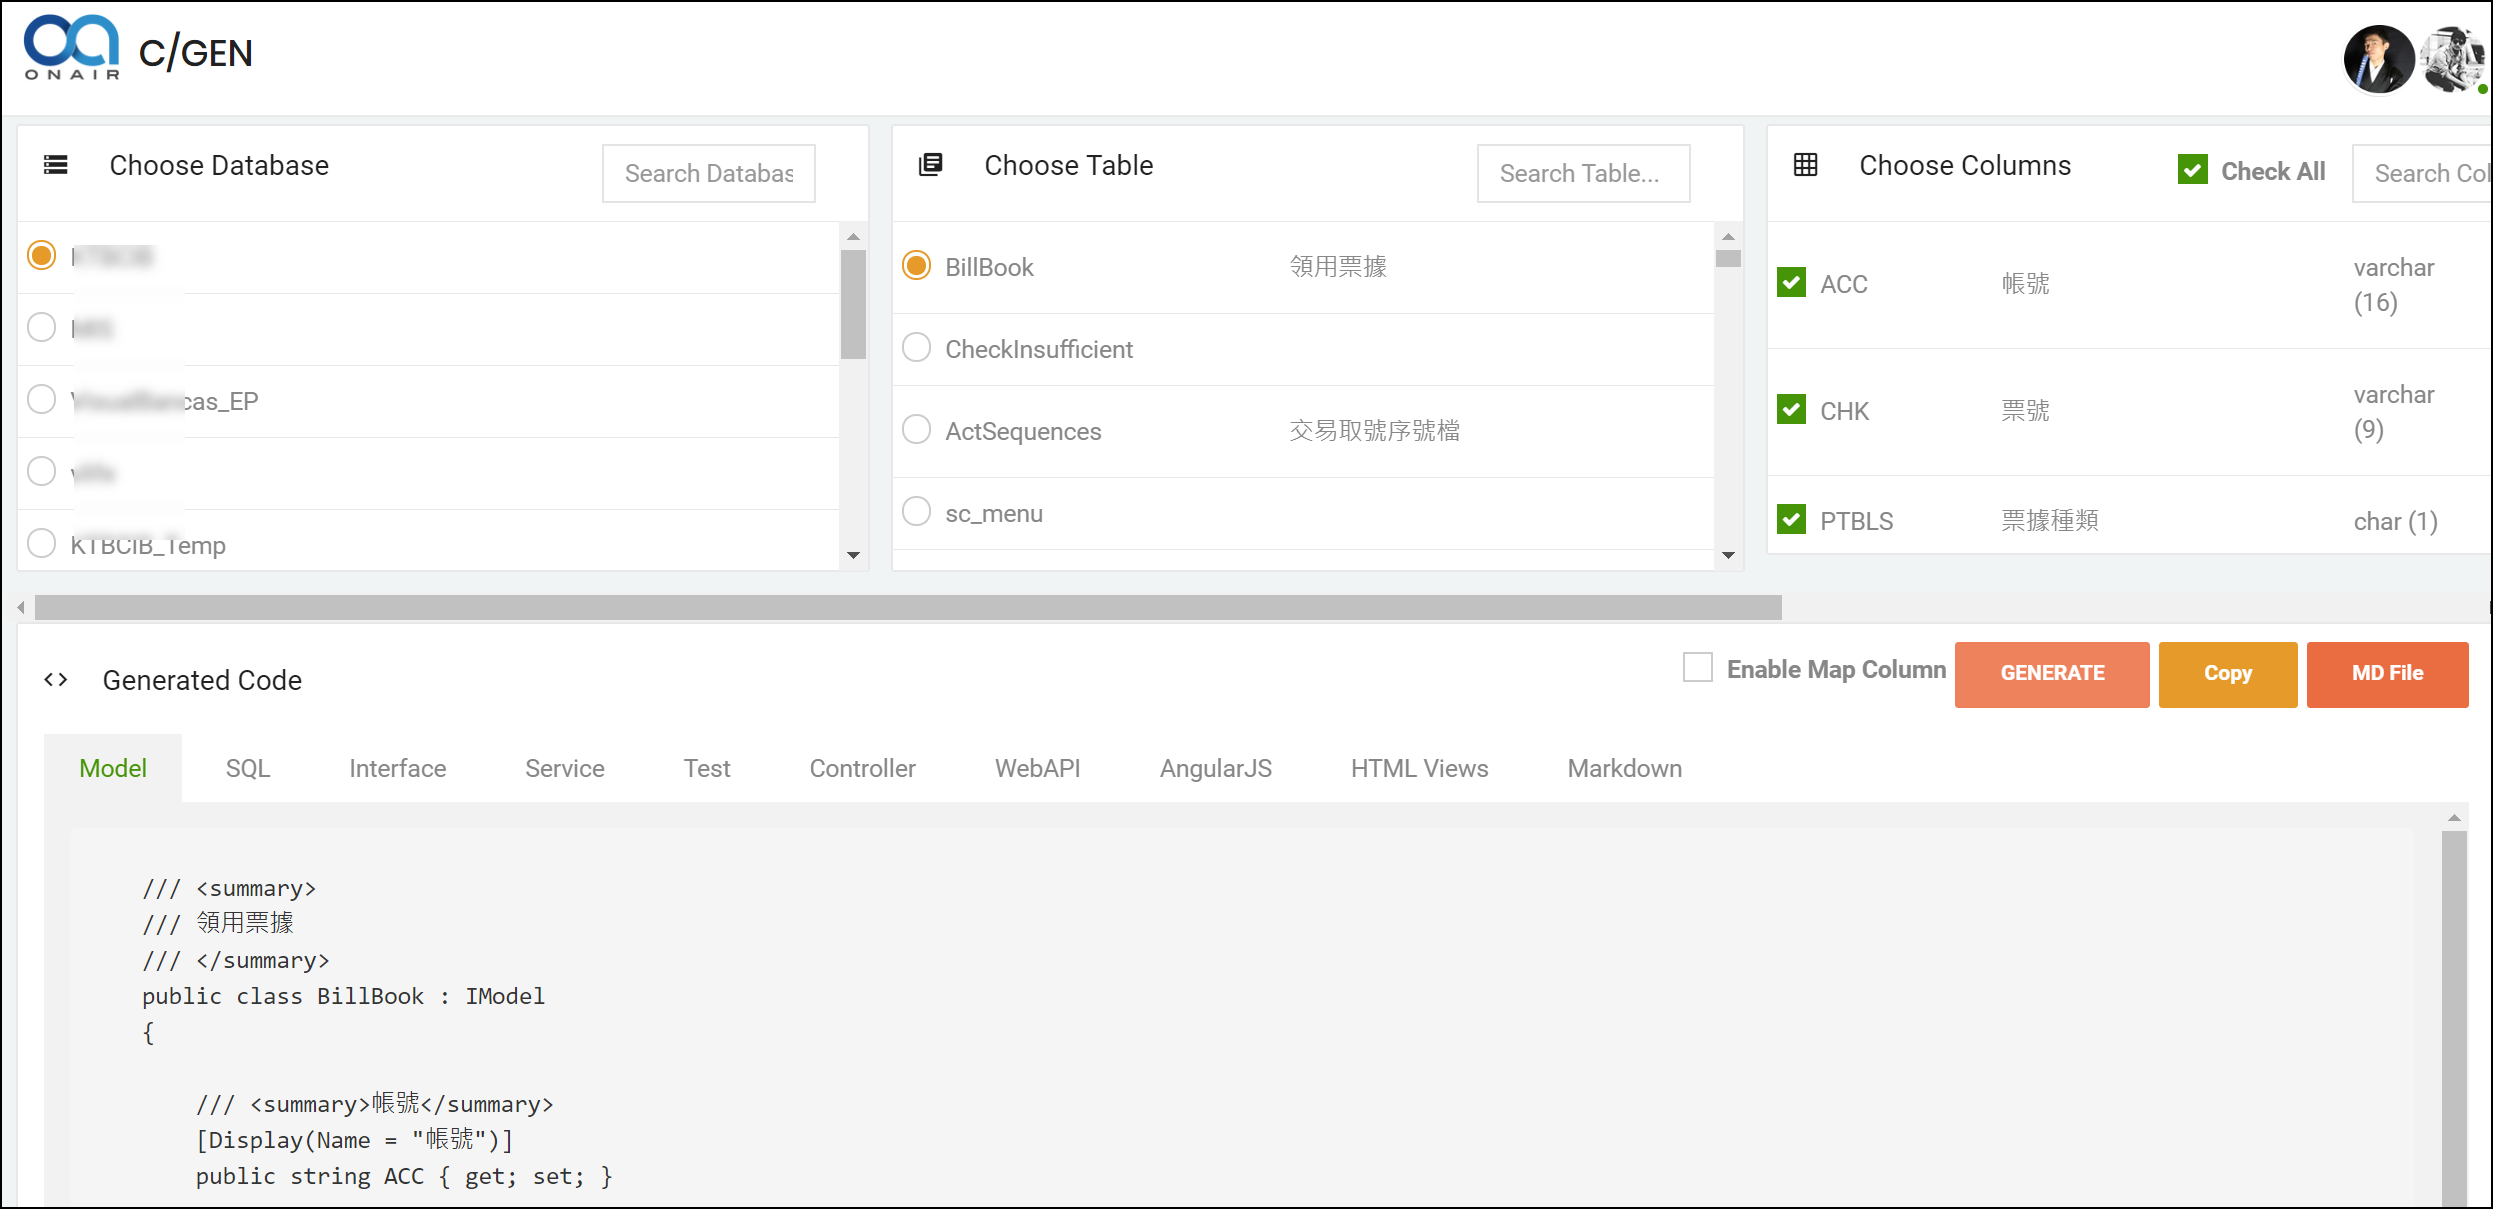 ONAIR
C/GEN
Choose Database
Search Databas
cas_EP
KTBCIB_Temp
Choose Table
Search Table...
BillBook 領用票據
CheckInsufficient
ActSequences 交易取號序號檔
sc_menu
Choose Columns
Check All
Search Col
ACC 帳號 varchar
(16)
CHK 票號 varchar
(9)
PTBLS 票據種類 char (1)
<> Generated Code
Enable Map Column
GENERATE
Copy
MD File
Model SQL Interface Service Test Controller WebAPI AngularJS HTML Views Markdown
/// <summary>
/// 領用票據
/// </summary>
public class BillBook : IModel
{
/// <summary>帳號</summary>
[Display(Name = "帳號")]
public string ACC { get; set; }